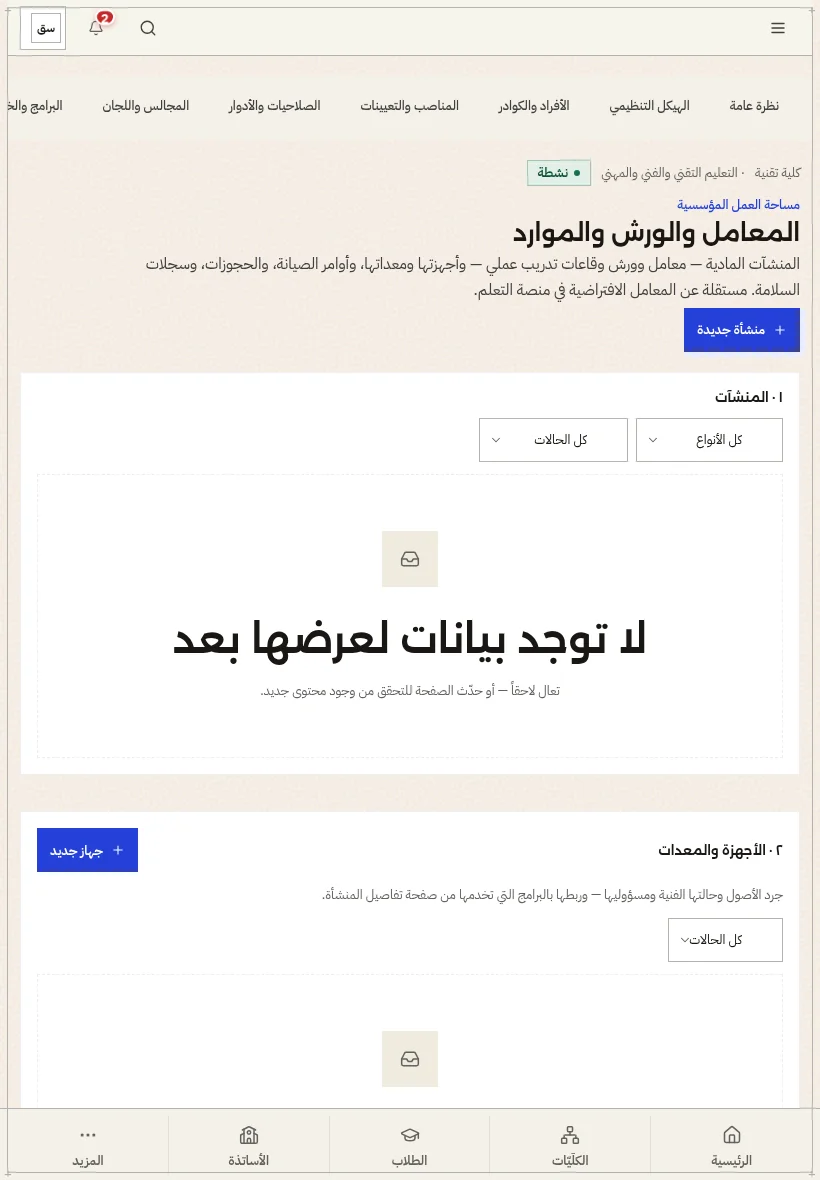 سق
2
نظرة عامة
الهيكل التنظيمي
الأفراد والكوادر
المناصب والتعيينات
الصلاحيات والأدوار
المجالس واللجان
البرامج والخ
كلية تقنية · التعليم التقني والفني والمهني
نشطة
مساحة العمل المؤسسية
المعامل والورش والموارد
المنشآت المادية — معامل وورش وقاعات تدريب عملي — وأجهزتها ومعداتها، وأوامر الصيانة، والحجوزات، وسجلات
السلامة. مستقلة عن المعامل الافتراضية في منصة التعلم.
منشأة جديدة
٠١ · المنشآت
كل الأنواع
كل الحالات
لا توجد بيانات لعرضها بعد
تعال لاحقاً — أو حدّث الصفحة للتحقق من وجود محتوى جديد.
٠٢ · الأجهزة والمعدات
جهاز جديد
جرد الأصول وحالتها الفنية ومسؤوليها — وربطها بالبرامج التي تخدمها من صفحة تفاصيل المنشأة.
كل الحالات
الرئيسية
الكليّات
الطلاب
الأساتذة
المزيد